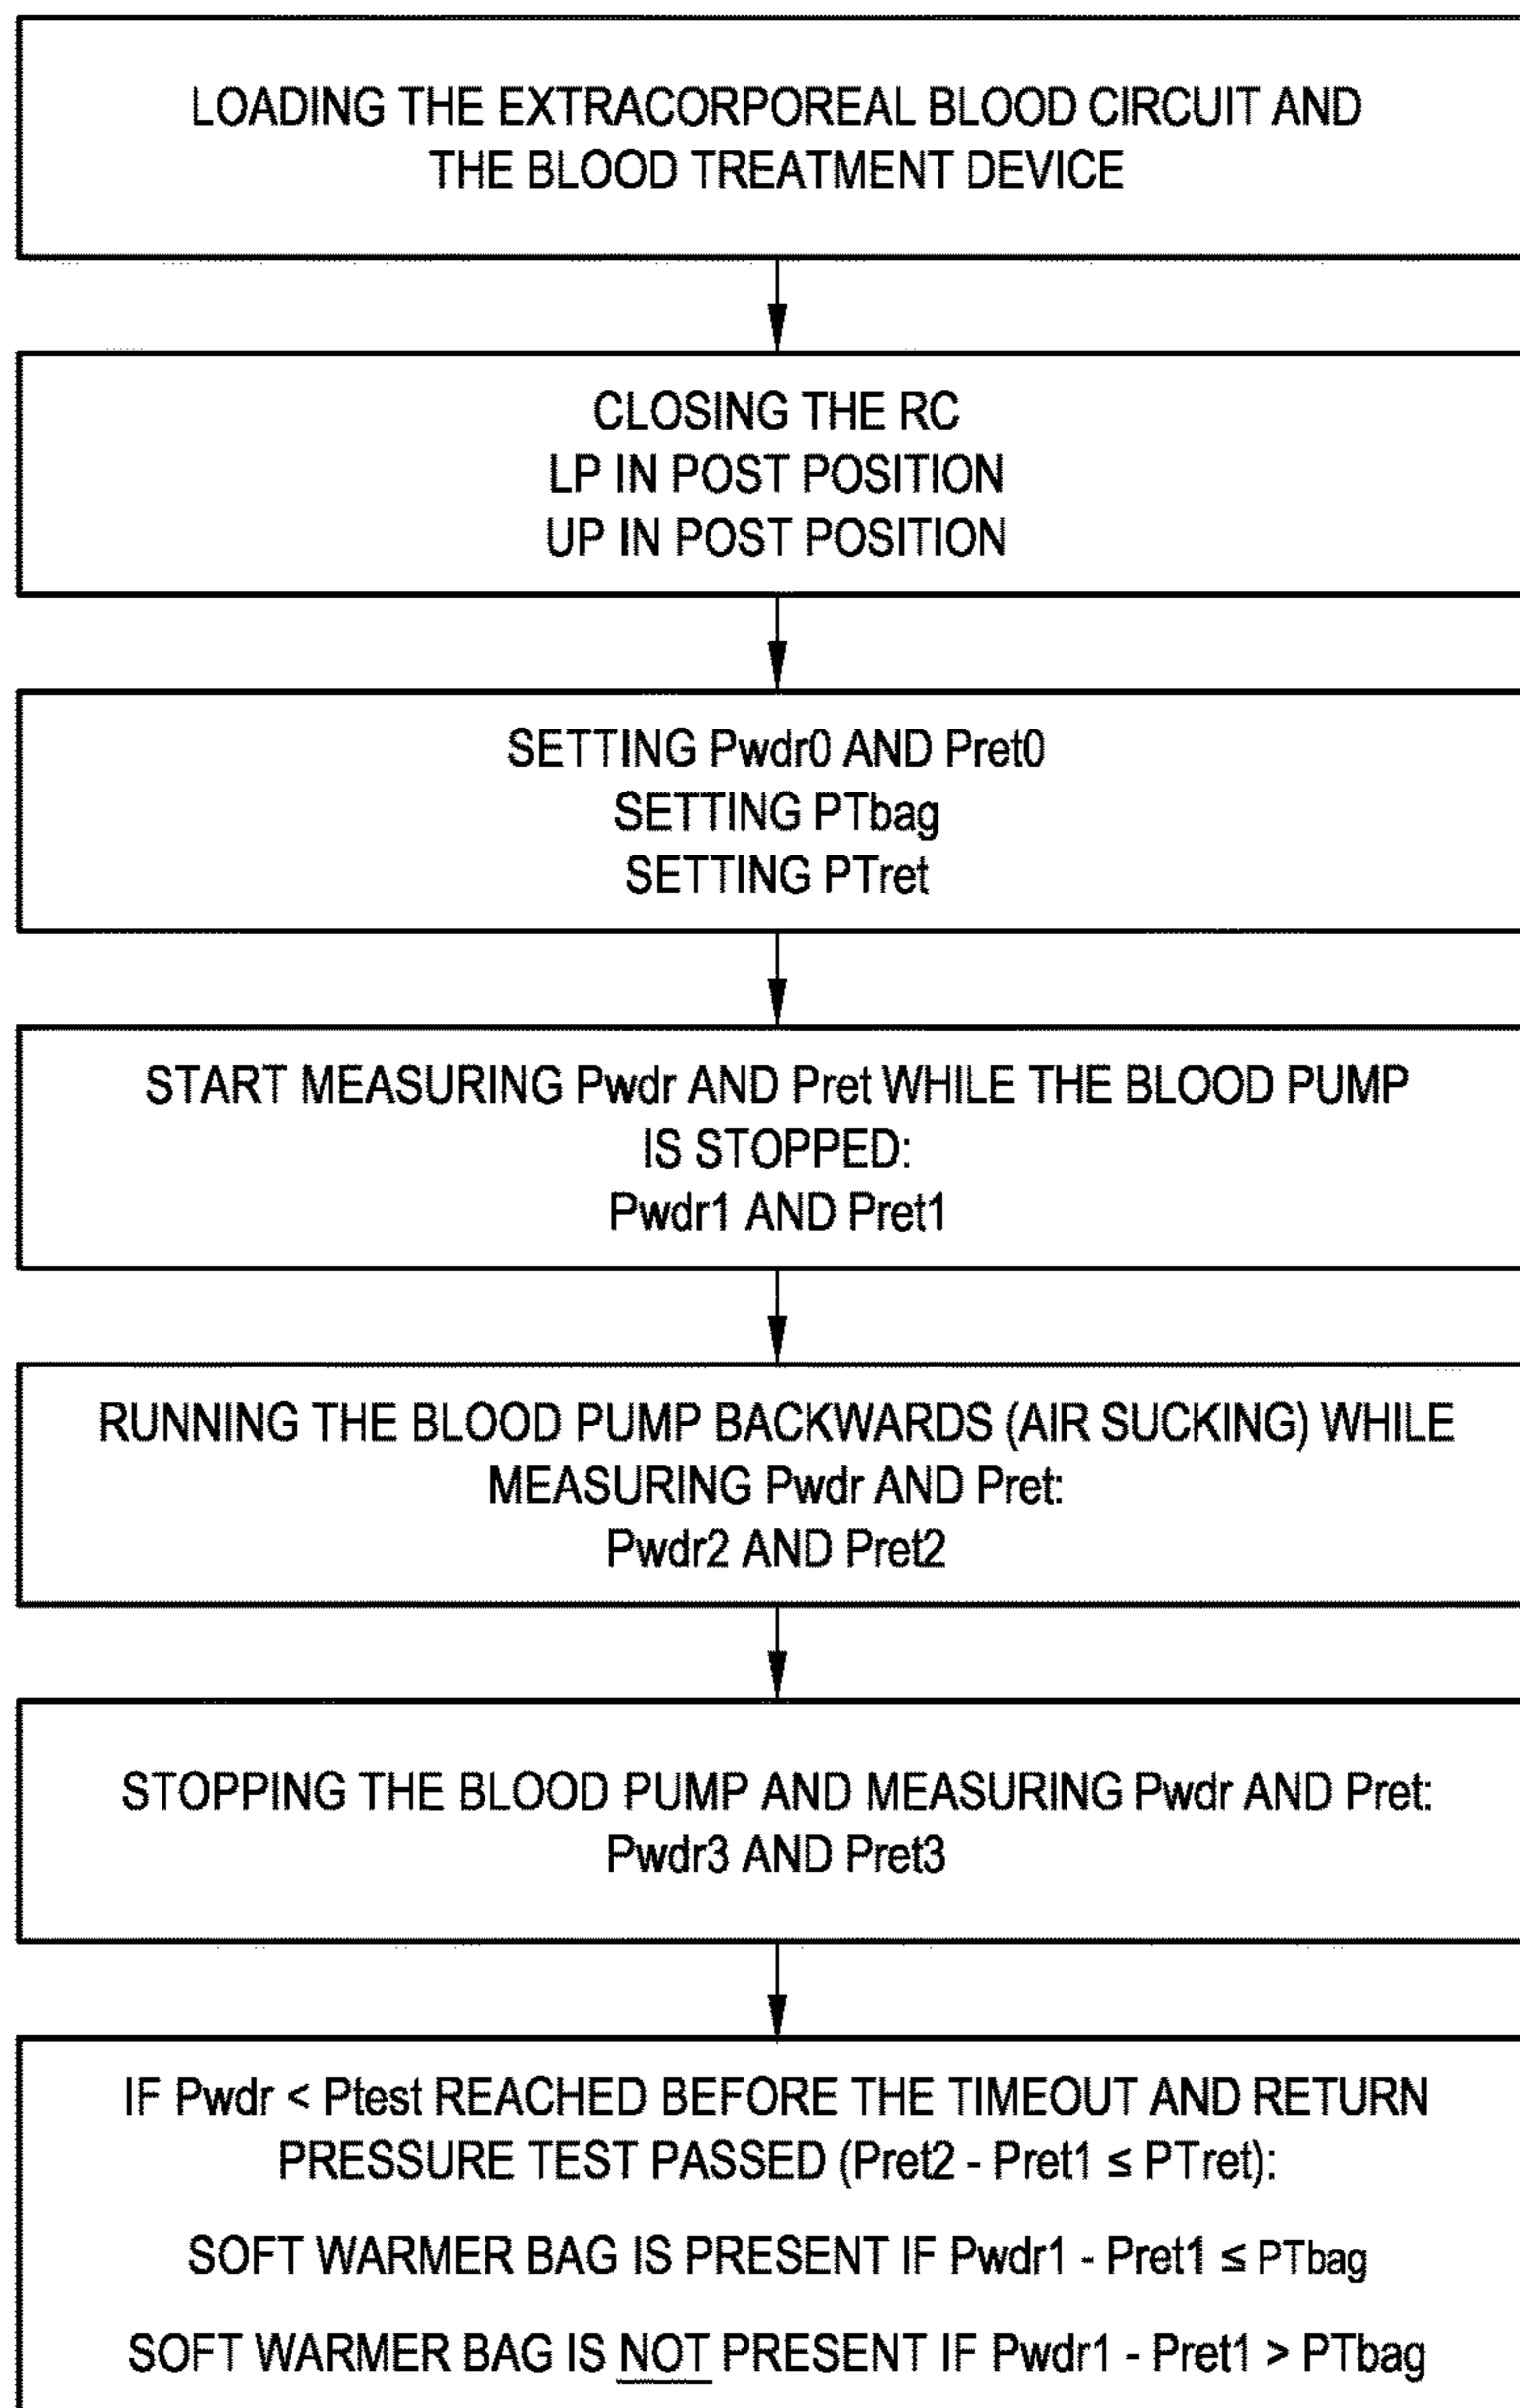 LOADING THE EXTRACORPOREAL BLOOD CIRCUIT AND
THE BLOOD TREATMENT DEVICE
CLOSING THE RC
LP IN POST POSITION
UP IN POST POSITION
SETTING Pwdr0 AND Pret0
SETTING PTbag
SETTING PTret
START MEASURING Pwdr AND Pret WHILE THE BLOOD PUMP
IS STOPPED:
Pwdr1 AND Pret1
RUNNING THE BLOOD PUMP BACKWARDS (AIR SUCKING) WHILE
MEASURING Pwdr AND Pret:
Pwdr2 AND Pret2
STOPPING THE BLOOD PUMP AND MEASURING Pwdr AND Pret:
Pwdr3 AND Pret3
IF Pwdr < Ptest REACHED BEFORE THE TIMEOUT AND RETURN
PRESSURE TEST PASSED (Pret2 - Pret1 ≤ PTret):
SOFT WARMER BAG IS PRESENT IF Pwdr1 - Pret1 ≤ PTbag
SOFT WARMER BAG IS NOT PRESENT IF Pwdr1 - Pret1 > PTbag